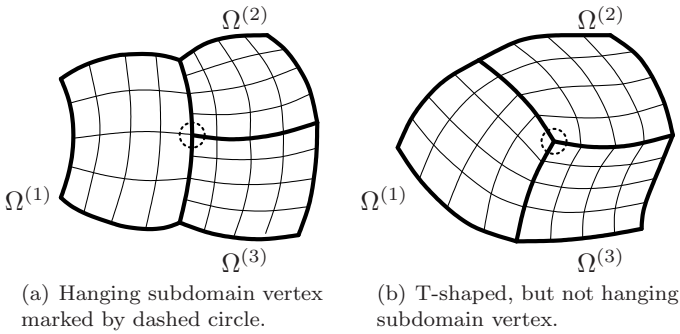 Ω(2)
Ω(1)
Ω(3)
(a) Hanging subdomain vertex
marked by dashed circle.
Ω(2)
Ω(1)
Ω(3)
(b) T-shaped, but not hanging
subdomain vertex.